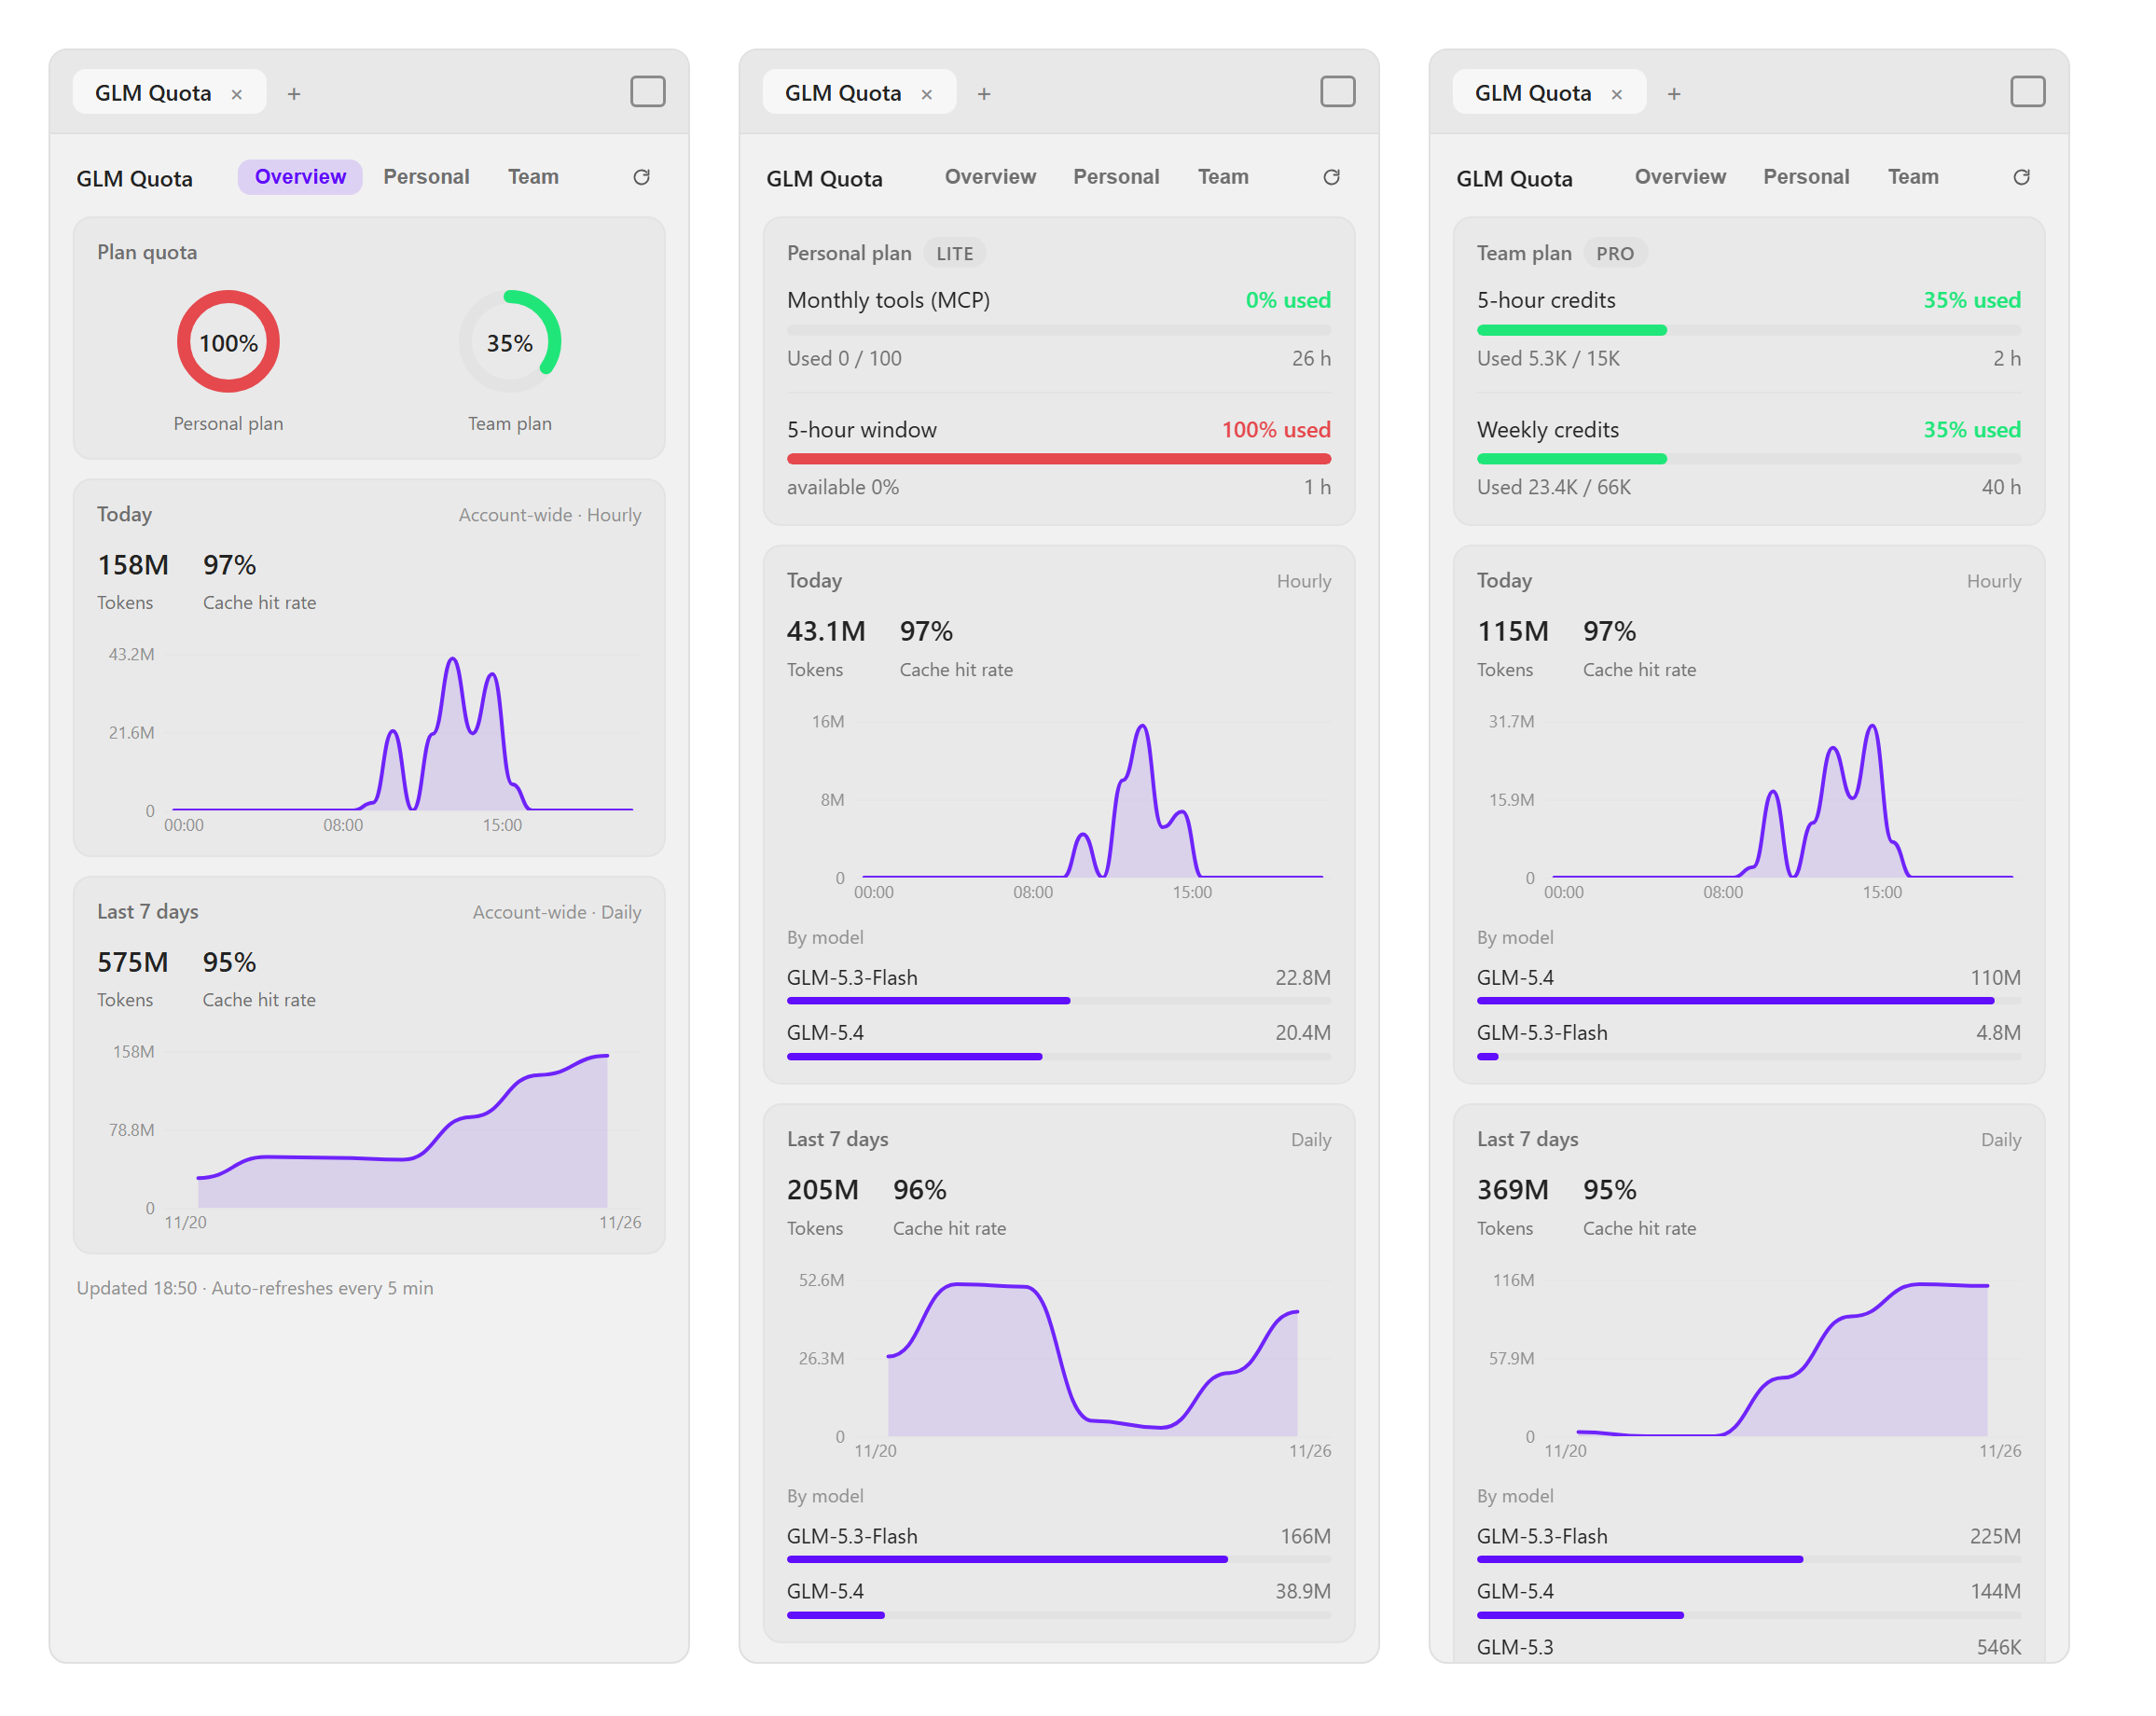 GLM Quota × +
GLM Quota Overview Personal Team
Plan quota
100% 35%
Personal plan Team plan
Today Account-wide · Hourly
158M 97%
Tokens Cache hit rate
43.2M
21.6M
0
00:00 08:00 15:00
Last 7 days Account-wide · Daily
575M 95%
Tokens Cache hit rate
158M
78.8M
0
11/20 11/26
Updated 18:50 · Auto-refreshes every 5 min
GLM Quota × +
GLM Quota Overview Personal Team
Personal plan LITE
Monthly tools (MCP) 0% used
Used 0 / 100 26 h
5-hour window 100% used
available 0% 1 h
Today Hourly
43.1M 97%
Tokens Cache hit rate
16M
8M
0
00:00 08:00 15:00
By model
GLM-5.3-Flash 22.8M
GLM-5.4 20.4M
Last 7 days Daily
205M 96%
Tokens Cache hit rate
52.6M
26.3M
0
11/20 11/26
By model
GLM-5.3-Flash 166M
GLM-5.4 38.9M
GLM Quota × +
GLM Quota Overview Personal Team
Team plan PRO
5-hour credits 35% used
Used 5.3K / 15K 2 h
Weekly credits 35% used
Used 23.4K / 66K 40 h
Today Hourly
115M 97%
Tokens Cache hit rate
31.7M
15.9M
0
00:00 08:00 15:00
By model
GLM-5.4 110M
GLM-5.3-Flash 4.8M
Last 7 days Daily
369M 95%
Tokens Cache hit rate
116M
57.9M
0
11/20 11/26
By model
GLM-5.3-Flash 225M
GLM-5.4 144M
GLM-5.3 546K